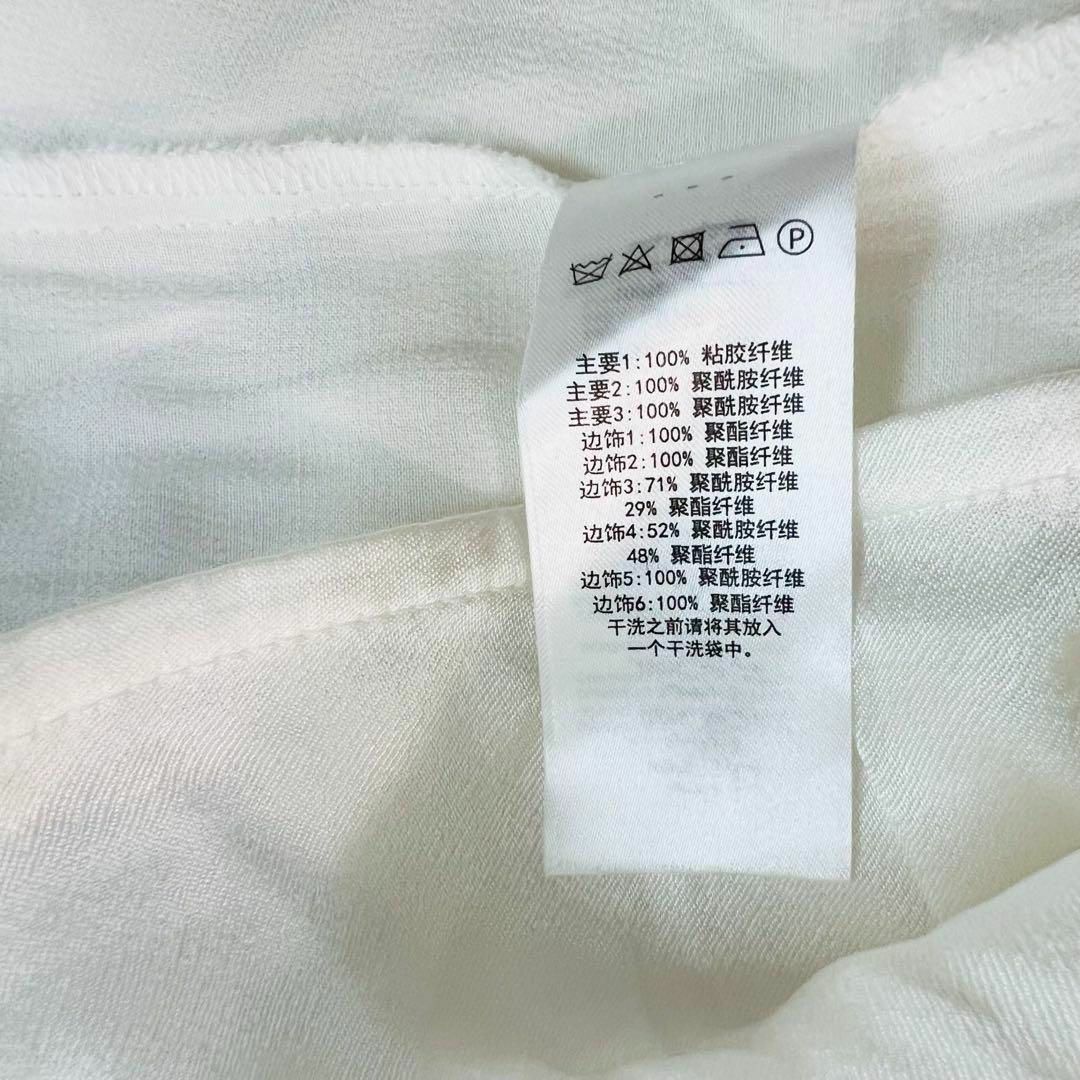 P
主要1:100% 粘胶纤维
主要2:100% 聚酰胺纤维
主要3:100% 聚酰胺纤维
边饰1:100% 聚酯纤维
边饰2:100% 聚酯纤维
边饰3:71% 聚酰胺纤维
29% 聚酯纤维
边饰4:52% 聚酰胺纤维
48% 聚酯纤维
边饰5:100% 聚酰胺纤维
边饰6:100% 聚酯纤维
干洗之前请将其放入
一个干洗袋中。